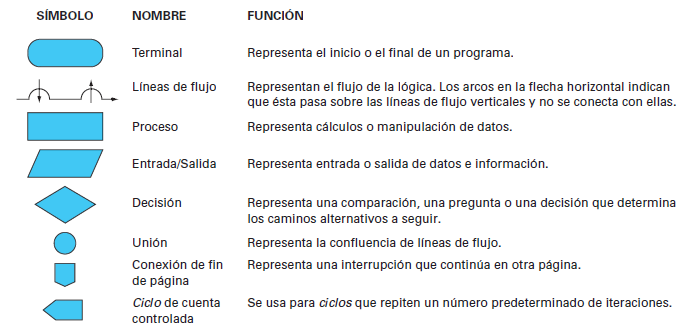 SÍMBOLO NOMBRE FUNCIÓN
Terminal Representa el inicio o el final de un programa.
Líneas de flujo Representan el flujo de la lógica. Los arcos en la flecha horizontal indican
que ésta pasa sobre las líneas de flujo verticales y no se conecta con ellas.
Proceso Representa cálculos o manipulación de datos.
Entrada/Salida Representa entrada o salida de datos e información.
Decisión Representa una comparación, una pregunta o una decisión que determina
los caminos alternativos a seguir.
Unión Representa la confluencia de líneas de flujo.
Conexión de fin Representa una interrupción que continúa en otra página.
de página
Ciclo de cuenta Se usa para ciclos que repiten un número predeterminado de iteraciones.
controlada